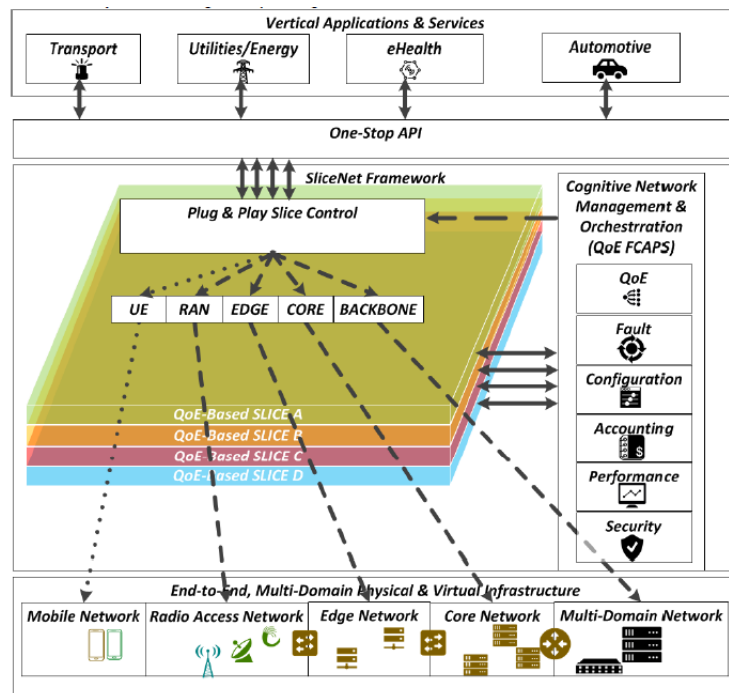 Vertical Applications & Services
Transport
Utilities/Energy
eHealth
Automotive
One-Stop API
SliceNet Framework
Plug & Play Slice Control
UE
RAN
EDGE
CORE
BACKBONE
QoE-Based SLICE A
QoE-Based SLICE B
QoE-Based SLICE C
QoE-Based SLICE D
Cognitive Network
Management &
Orchestrration
(QoE FCAPS)
QoE
Fault
Configuration
Accounting
$
Performance
Security
End-to-End, Multi-Domain Physical & Virtual Infrastructure
Mobile Network
Radio Access Network
Edge Network
Core Network
Multi-Domain Network